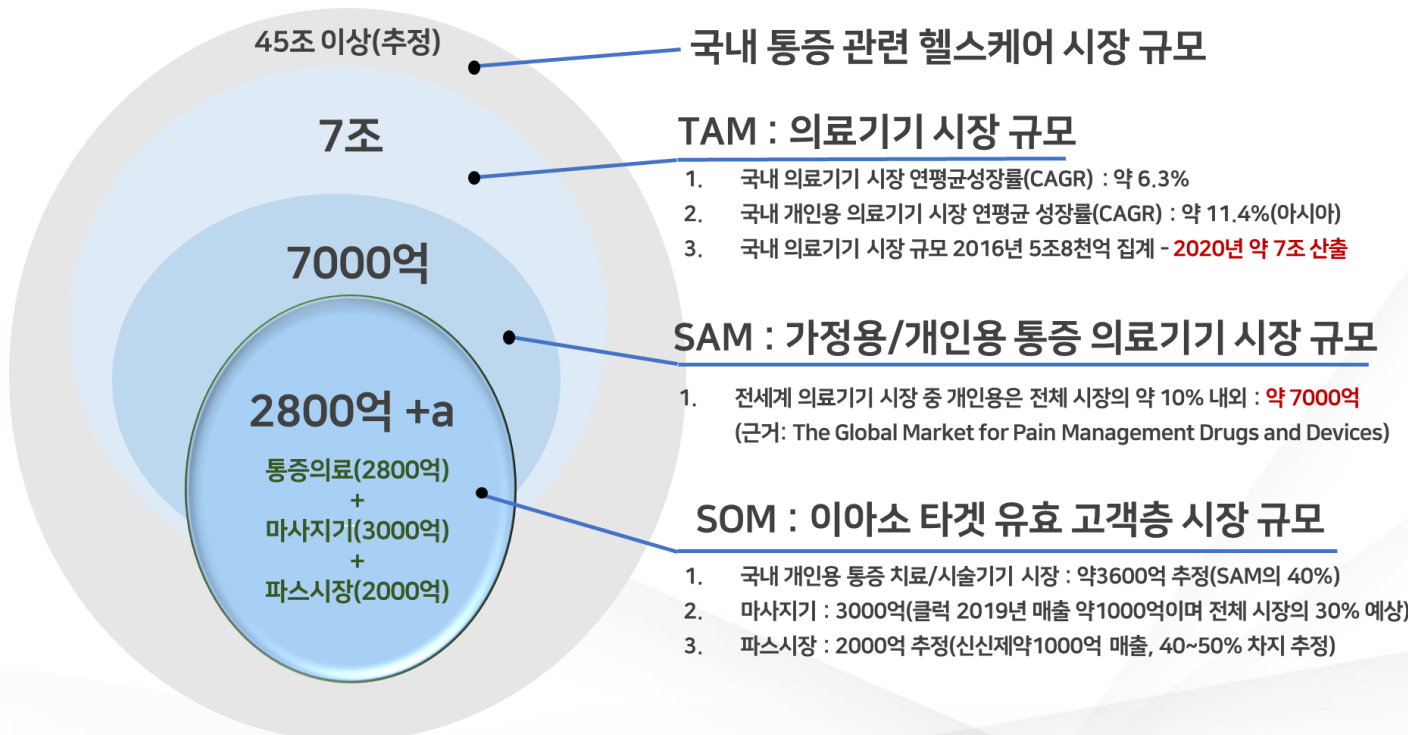 45조 이상(추정)
국내 통증 관련 헬스케어 시장 규모
7조
TAM : 의료기기 시장 규모
1. 국내 의료기기 시장 연평균성장률(CAGR) : 약 6.3%
2. 국내 개인용 의료기기 시장 연평균 성장률(CAGR) : 약 11.4%(아시아)
3. 국내 의료기기 시장 규모 2016년 5조8천억 집계 - 2020년 약 7조 산출
7000억
SAM : 가정용/개인용 통증 의료기기 시장 규모
1. 전세계 의료기기 시장 중 개인용은 전체 시장의 약 10% 내외 : 약 7000억
(근거: The Global Market for Pain Management Drugs and Devices)
2800억 +a
통증의료(2800억)
+
마사지기(3000억)
+
파스시장(2000억)
SOM : 이아소 타겟 유효 고객층 시장 규모
1. 국내 개인용 통증 치료/시술기기 시장 : 약3600억 추정(SAM의 40%)
2. 마사지기 : 3000억(클럭 2019년 매출 약1000억이며 전체 시장의 30% 예상)
3. 파스시장 : 2000억 추정(신신제약1000억 매출, 40~50% 차지 추정)